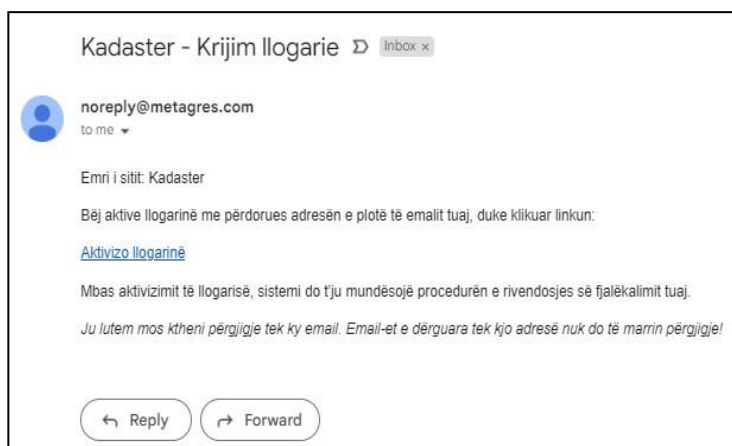 Kadaster - Krijim llogarie Inbox ×
noreply@metagres.com
to me
Emri i sitit: Kadaster
Bëj aktive llogarinë me përdorues adresën e plotë të emalit tuaj, duke klikuar linkun:
Aktivizo llogarinë
Mbas aktivizimit të llogarisë, sistemi do t'ju mundësojë procedurën e rivendosjes së fjalëkalimit tuaj.
Ju lutem mos ktheni përgjigje tek ky email. Email-et e dërguara tek kjo adresë nuk do të marrin përgjigje!
Reply Forward